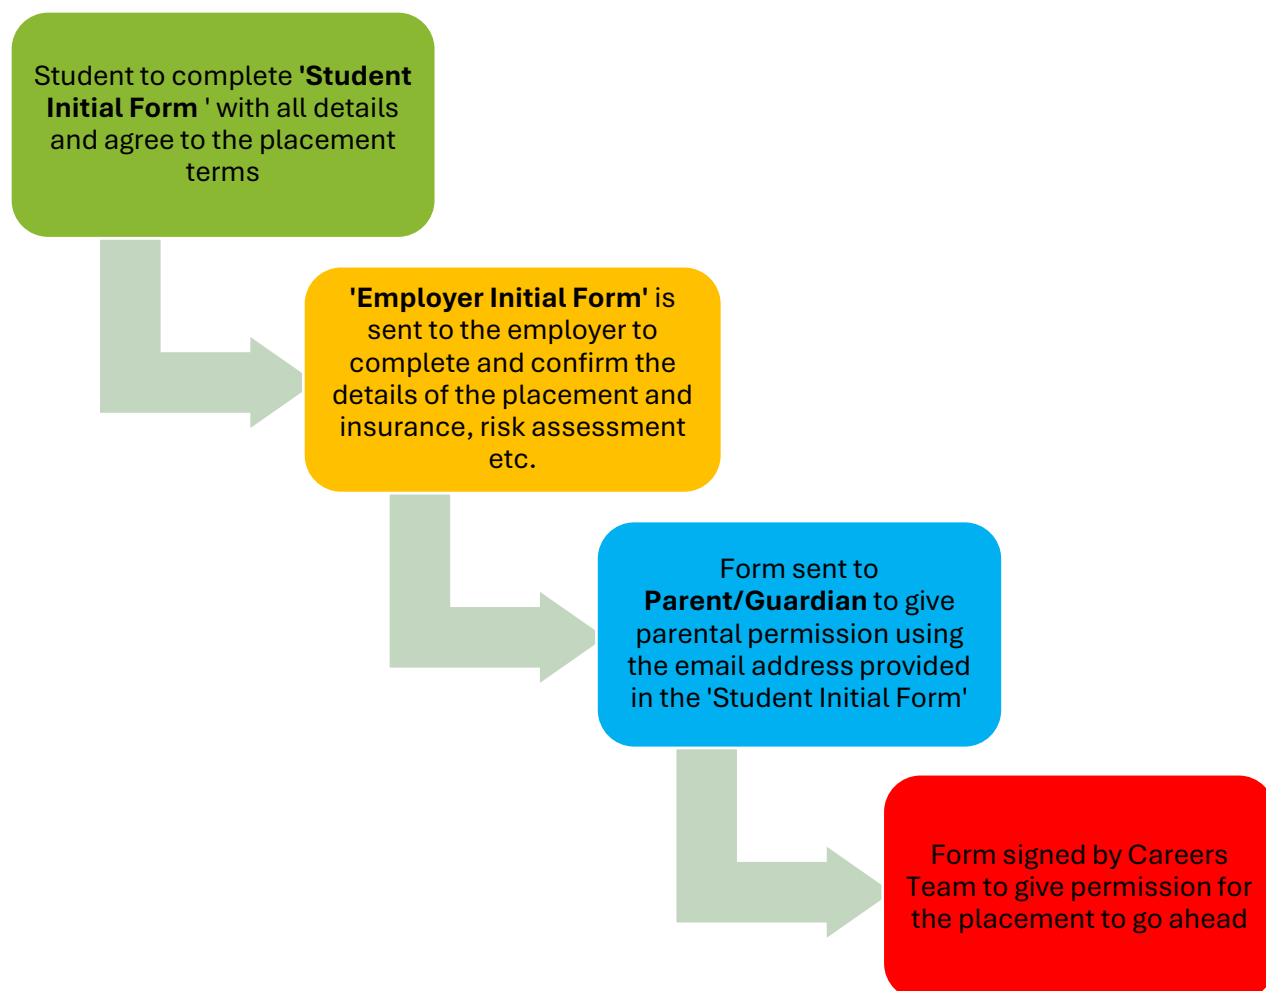 Student to complete 'Student
Initial Form ' with all details
and agree to the placement
terms
'Employer Initial Form' is
sent to the employer to
complete and confirm the
details of the placement and
insurance, risk assessment
etc.
Form sent to
Parent/Guardian to give
parental permission using
the email address provided
in the 'Student Initial Form'
Form signed by Careers
Team to give permission for
the placement to go ahead